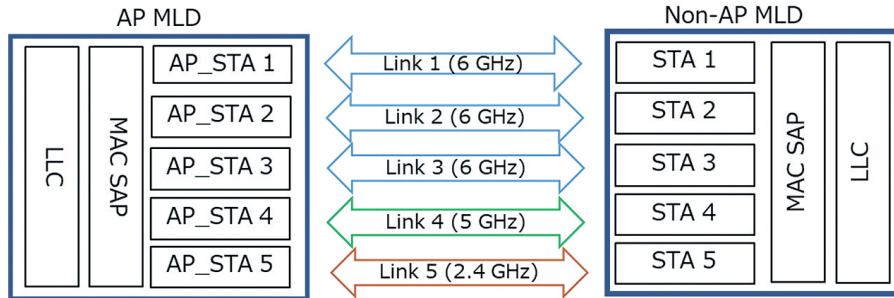 AP MLD
Non-AP MLD
LLC
MAC SAP
AP_STA 1
AP_STA 2
AP_STA 3
AP_STA 4
AP_STA 5
Link 1 (6 GHz)
Link 2 (6 GHz)
Link 3 (6 GHz)
Link 4 (5 GHz)
Link 5 (2.4 GHz)
STA 1
STA 2
STA 3
STA 4
STA 5
MAC SAP
LLC